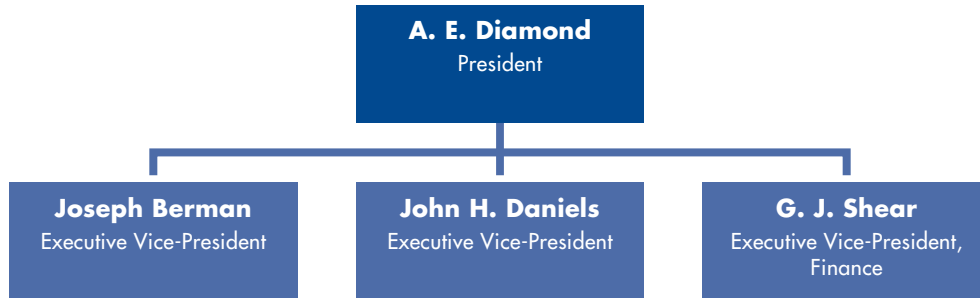 A. E. Diamond
President
Joseph Berman
Executive Vice-President
John H. Daniels
Executive Vice-President
G. J. Shear
Executive Vice-President,
Finance